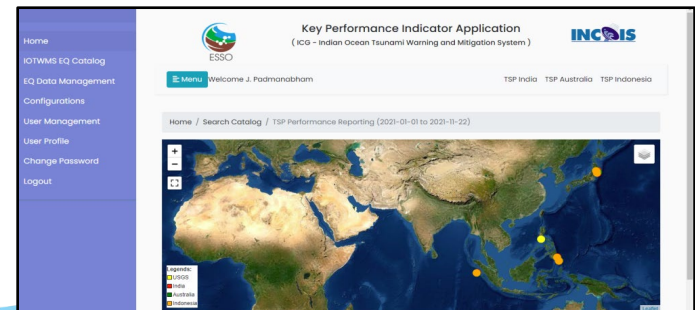 Key Performance Indicator Application
( ICG - Indian Ocean Tsunami Warning and Mitigation System )
ESSO
INCOIS
Home
IOTWMS EQ Catalog
EQ Data Management
Configurations
User Management
User Profile
Change Password
Logout
Menu Welcome J. Padmanabham
TSP India TSP Australia TSP Indonesia
Home / Search Catalog / TSP Performance Reporting (2021-01-01 to 2021-11-22)
+
−
Legends:
USGS
India
Australia
Indonesia
Leaflet